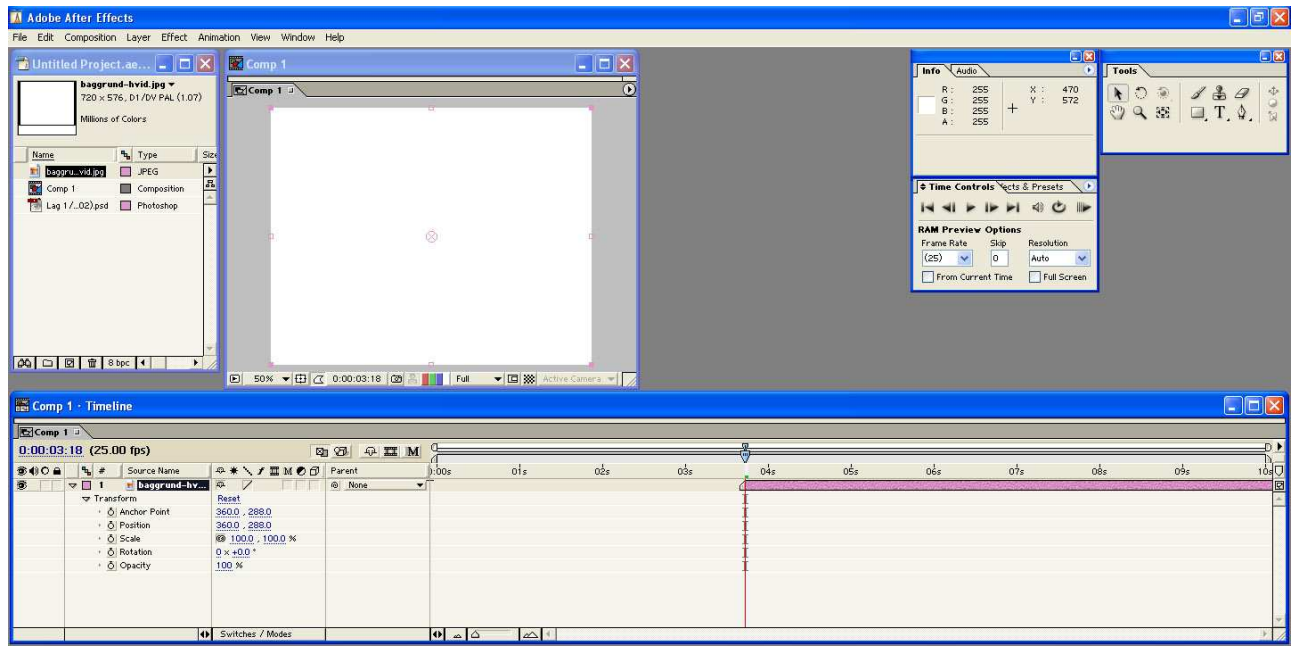 Adobe After Effects
File Edit Composition Layer Effect Animation View Window Help
Untitled Project.ae...
baggrund-hvid.jpg
720 x 576, D1/DV PAL (1.07)
Millions of Colors
Name Type Size
baggru...vid.jpg JPEG
Comp 1 Composition
Lag 1/...02).psd Photoshop
8 bpc
Comp 1
Comp 1
50% 0:00:03:18 Full Active Camera
Info Audio
R: 255 X: 470
G: 255 Y: 572
B: 255
A: 255
Tools
T
Time Controls ects & Presets
RAM Preview Options
Frame Rate Skip Resolution
(25) 0 Auto
From Current Time Full Screen
Comp 1 · Timeline
Comp 1
0:00:03:18 (25.00 fps)
M
# Source Name M Parent ):00s 01s 02s 03s 04s 05s 06s 07s 08s 09s 10s
1 baggrund-hv... None
Transform Reset
Anchor Point 360.0 , 288.0
Position 360.0 , 288.0
Scale 100.0 , 100.0 %
Rotation 0 x +0.0 °
Opacity 100 %
Switches / Modes